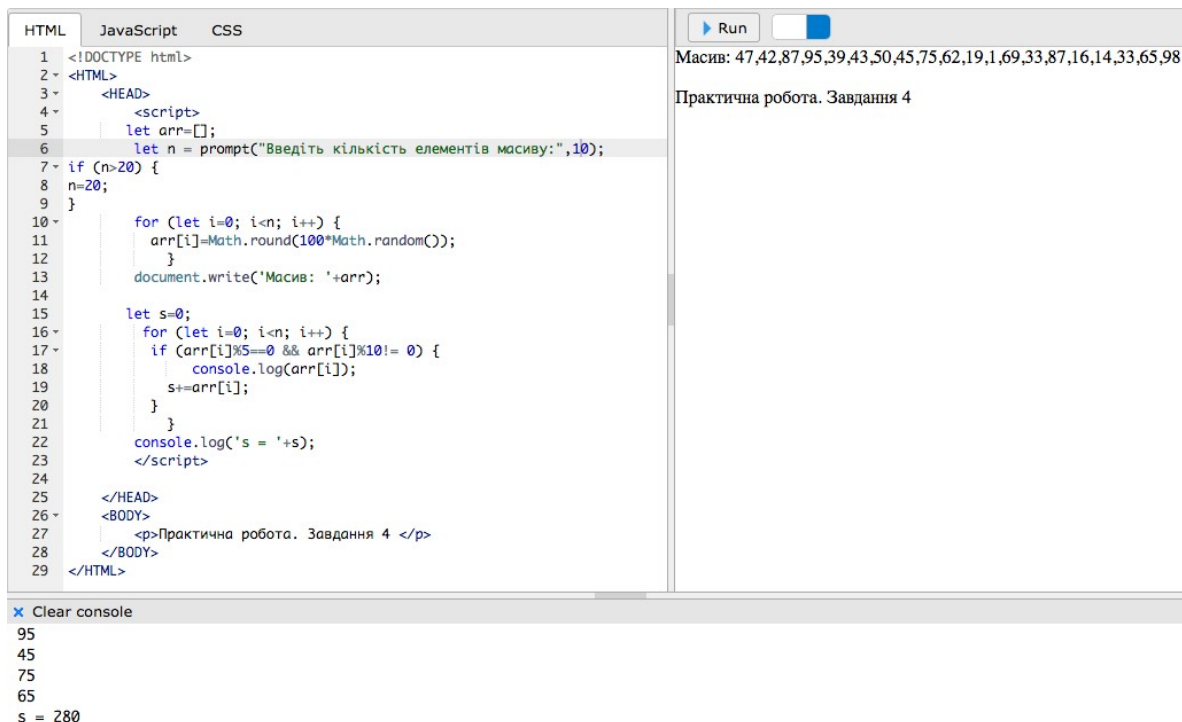 HTML JavaScript CSS
1 <!DOCTYPE html>
2 <HTML>
3 <HEAD>
4 <script>
5 let arr=[];
6 let n = prompt("Введіть кількість елементів масиву:",10);
7 if (n>20) {
8 n=20;
9 }
10 for (let i=0; i<n; i++) {
11 arr[i]=Math.round(100*Math.random());
12 }
13 document.write('Масив: '+arr);
14
15 let s=0;
16 for (let i=0; i<n; i++) {
17 if (arr[i]%5==0 && arr[i]%10!= 0) {
18 console.log(arr[i]);
19 s+=arr[i];
20 }
21 }
22 console.log('s = '+s);
23 </script>
24
25 </HEAD>
26 <BODY>
27 <p>Практична робота. Завдання 4 </p>
28 </BODY>
29 </HTML>
Run
Масив: 47,42,87,95,39,43,50,45,75,62,19,1,69,33,87,16,14,33,65,98
Практична робота. Завдання 4
Clear console
95
45
75
65
s = 280